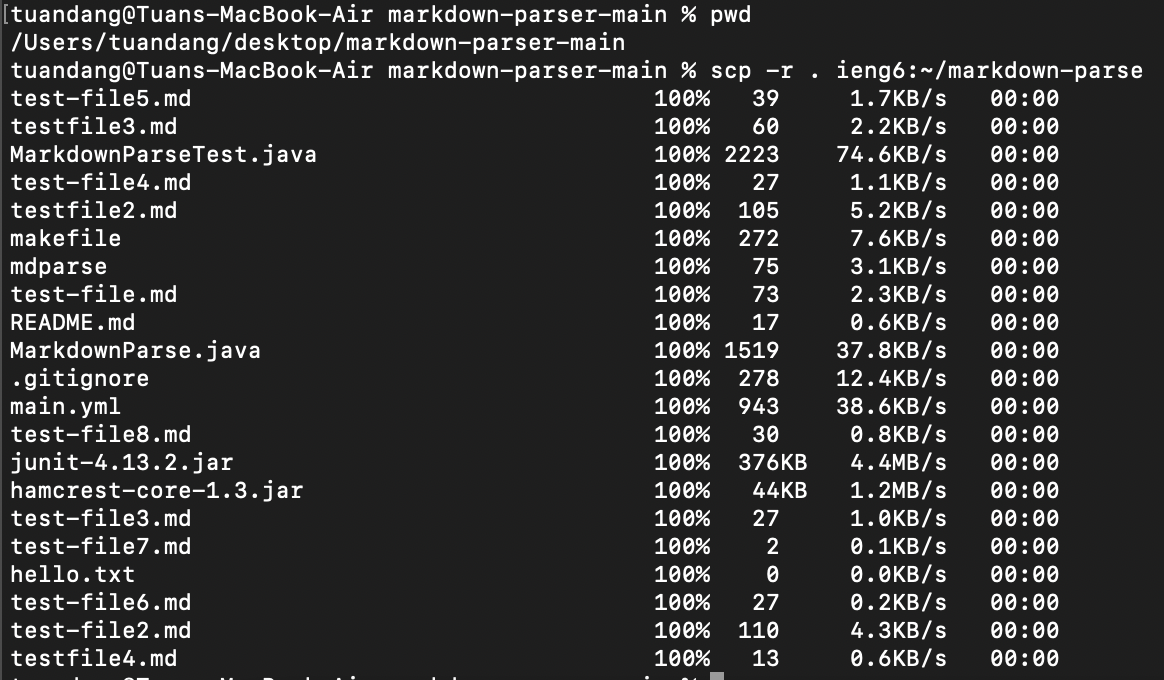 [tuandang@Tuans-MacBook-Air markdown-parser-main % pwd
/Users/tuandang/desktop/markdown-parser-main
tuandang@Tuans-MacBook-Air markdown-parser-main % scp -r . ieng6:~/markdown-parse
test-file5.md 100% 39 1.7KB/s 00:00
testfile3.md 100% 60 2.2KB/s 00:00
MarkdownParseTest.java 100% 2223 74.6KB/s 00:00
test-file4.md 100% 27 1.1KB/s 00:00
testfile2.md 100% 105 5.2KB/s 00:00
makefile 100% 272 7.6KB/s 00:00
mdparse 100% 75 3.1KB/s 00:00
test-file.md 100% 73 2.3KB/s 00:00
README.md 100% 17 0.6KB/s 00:00
MarkdownParse.java 100% 1519 37.8KB/s 00:00
.gitignore 100% 278 12.4KB/s 00:00
main.yml 100% 943 38.6KB/s 00:00
test-file8.md 100% 30 0.8KB/s 00:00
junit-4.13.2.jar 100% 376KB 4.4MB/s 00:00
hamcrest-core-1.3.jar 100% 44KB 1.2MB/s 00:00
test-file3.md 100% 27 1.0KB/s 00:00
test-file7.md 100% 2 0.1KB/s 00:00
hello.txt 100% 0 0.0KB/s 00:00
test-file6.md 100% 27 0.2KB/s 00:00
test-file2.md 100% 110 4.3KB/s 00:00
testfile4.md 100% 13 0.6KB/s 00:00